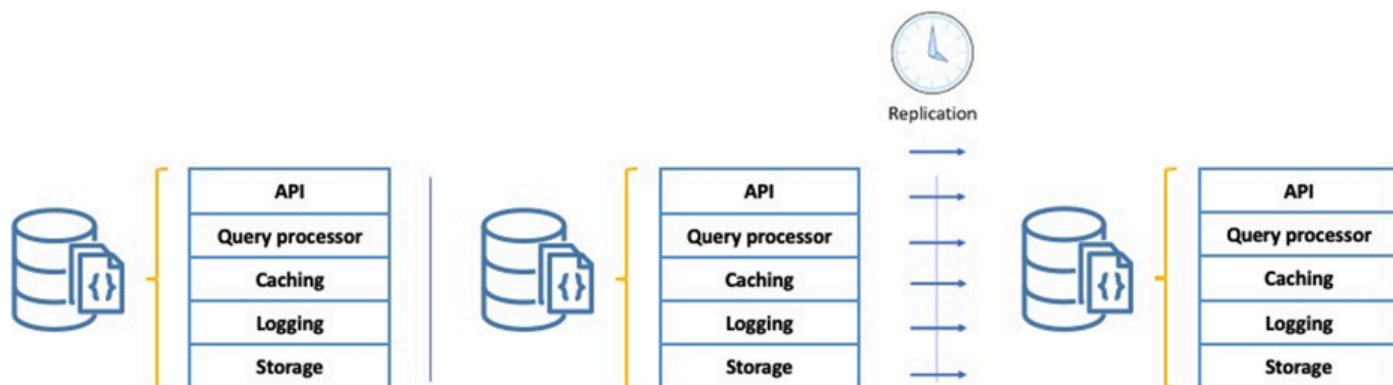 Replication
API
Query processor
Caching
Logging
Storage
API
Query processor
Caching
Logging
Storage
API
Query processor
Caching
Logging
Storage